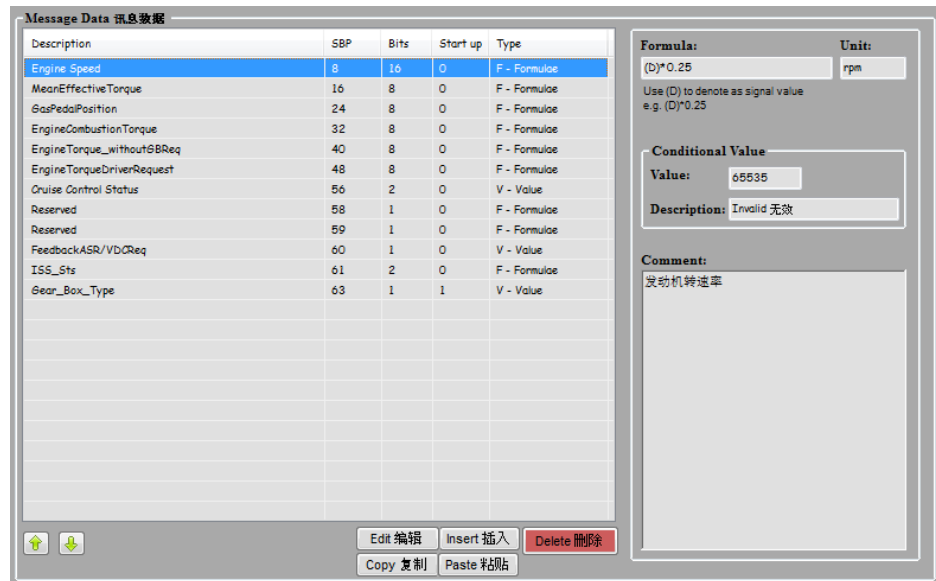 Message Data 讯息数据
Description SBP Bits Start up Type
Engine Speed 8 16 0 F - Formulae
MeanEffectiveTorque 16 8 0 F - Formulae
GasPedalPosition 24 8 0 F - Formulae
EngineCombustionTorque 32 8 0 F - Formulae
EngineTorque_withoutGBReq 40 8 0 F - Formulae
EngineTorqueDriverRequest 48 8 0 F - Formulae
Cruise Control Status 56 2 0 V - Value
Reserved 58 1 0 F - Formulae
Reserved 59 1 0 F - Formulae
FeedbackASR/VDCReq 60 1 0 V - Value
ISS_Sts 61 2 0 F - Formulae
Gear_Box_Type 63 1 1 V - Value
Edit 编辑 Insert 插入 Delete 删除
Copy 复制 Paste 粘贴
Formula: Unit:
(D)*0.25 rpm
Use (D) to denote as signal value
e.g. (D)*0.25
Conditional Value
Value: 65535
Description: Invalid 无效
Comment:
发动机转速率